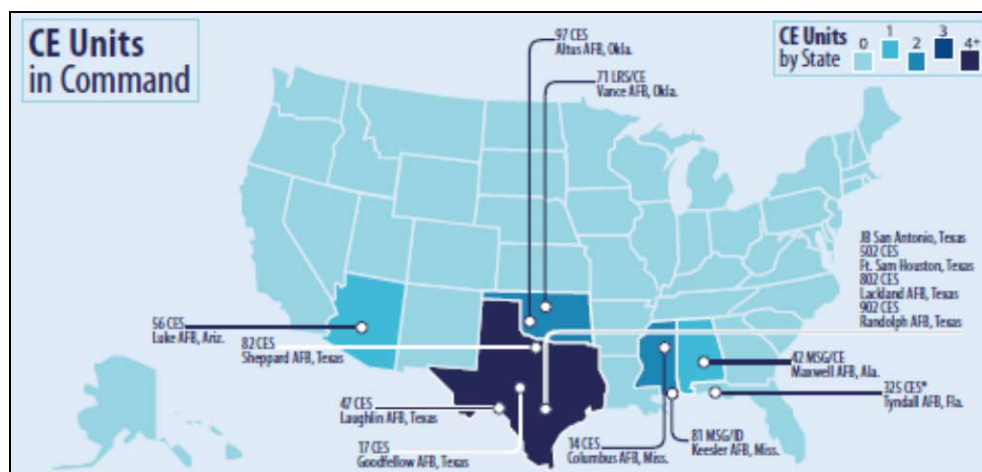 CE Units
in Command
CE Units
by State
0
1
2
3
4+
97 CES
Altus AFB, Okla.
71 LRS/CE
Vance AFB, Okla.
JB San Antonio, Texas
502 CES
Ft. Sam Houston, Texas
802 CES
Lackland AFB, Texas
902 CES
Randolph AFB, Texas
56 CES
Luke AFB, Ariz.
82 CES
Sheppard AFB, Texas
42 MSG/CE
Maxwell AFB, Ala.
325 CES*
Tyndall AFB, Fla.
47 CES
Laughlin AFB, Texas
17 CES
Goodfellow AFB, Texas
14 CES
Columbus AFB, Miss.
81 MSG/ID
Keesler AFB, Miss.